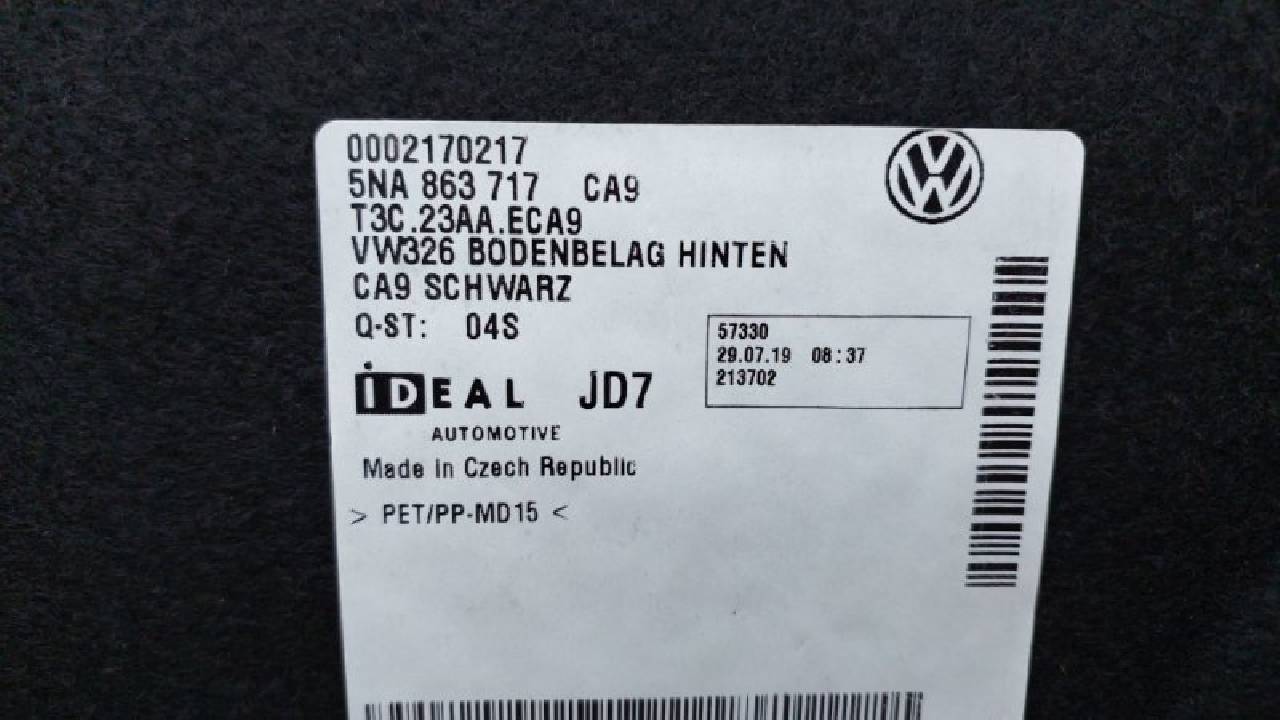 0002170217
5NA 863 717 CA9
T3C.23AA.ECA9
VW326 BODENBELAG HINTEN
CA9 SCHWARZ
Q-ST: 04S
57330
29.07.19 08:37
213702
iDEAL JD7
AUTOMOTIVE
Made in Czech Republic
> PET/PP-MD15 <